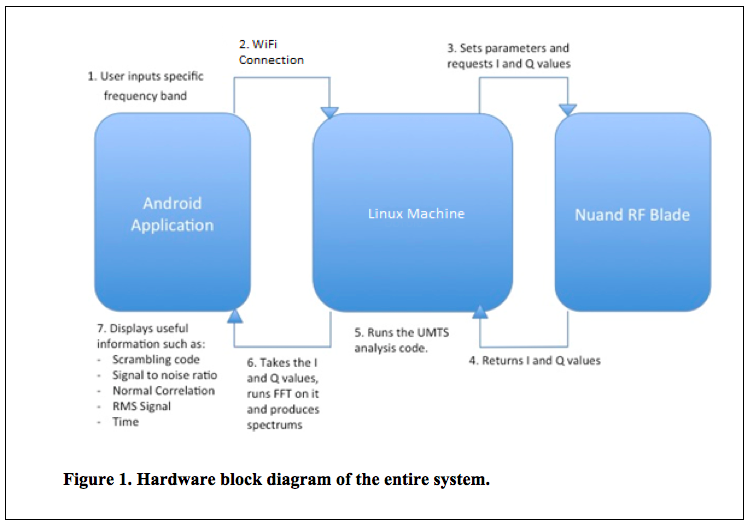 1. User inputs specific
frequency band
2. WiFi
Connection
3. Sets parameters and
requests I and Q values
Android
Application
Linux Machine
Nuand RF Blade
4. Returns I and Q values
5. Runs the UMTS
analysis code.
6. Takes the I
and Q values,
runs FFT on it
and produces
spectrums
7. Displays useful
information such as:
- Scrambling code
- Signal to noise ratio
- Normal Correlation
- RMS Signal
- Time
Figure 1. Hardware block diagram of the entire system.